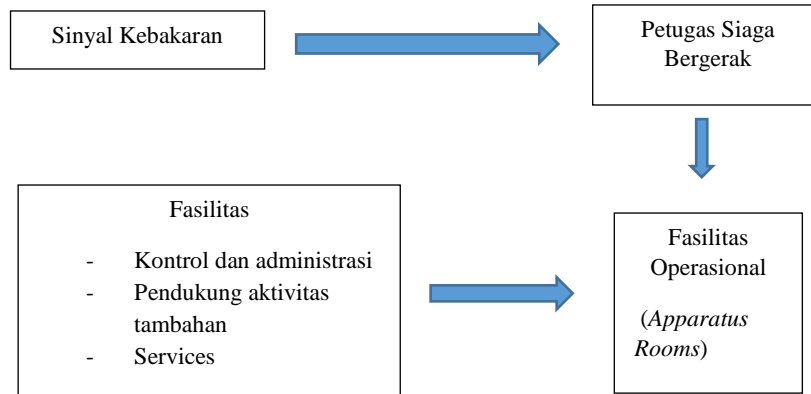 Sinyal Kebakaran
Petugas Siaga
Bergerak
Fasilitas
- Kontrol dan administrasi
- Pendukung aktivitas
tambahan
- Services
Fasilitas
Operasional
(Apparatus
Rooms)